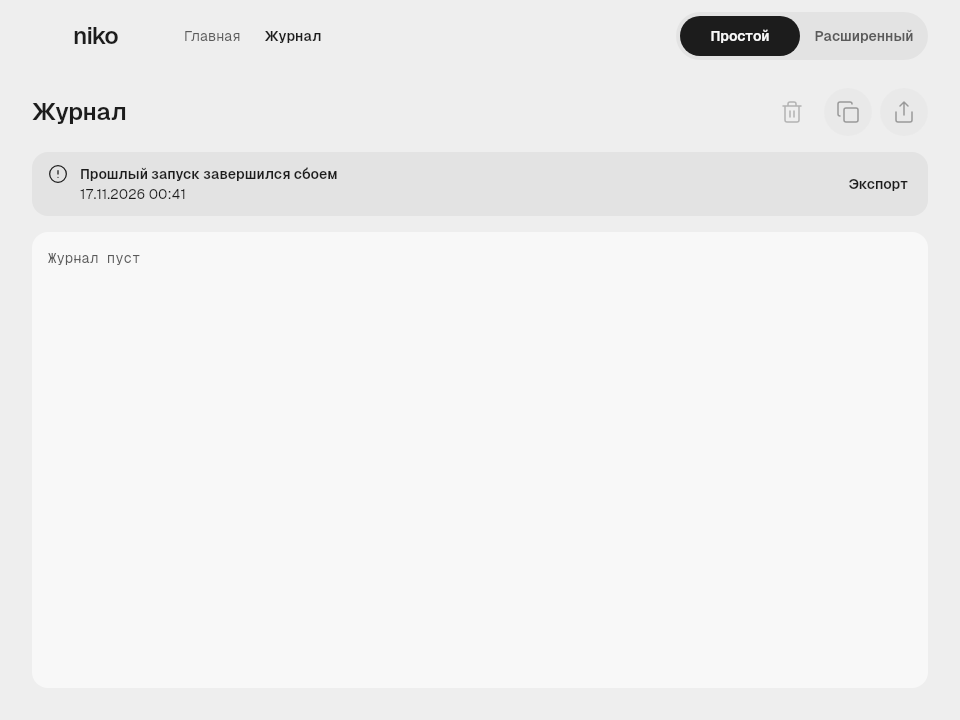 niko
Главная
Журнал
Простой
Расширенный
Журнал
Прошлый запуск завершился сбоем
17.11.2026 00:41
Экспорт
Журнал пуст